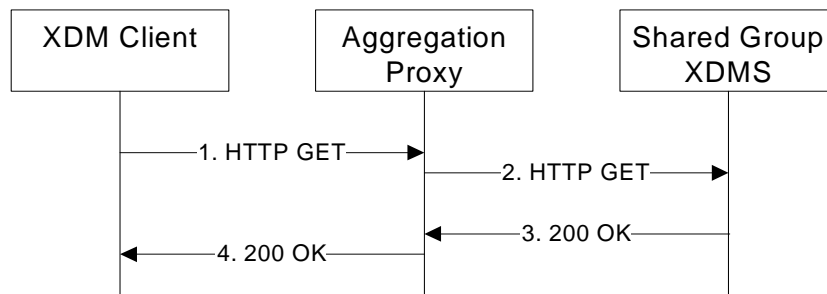 XDM Client
Aggregation
Proxy
Shared Group
XDMS
1. HTTP GET
2. HTTP GET
3. 200 OK
4. 200 OK